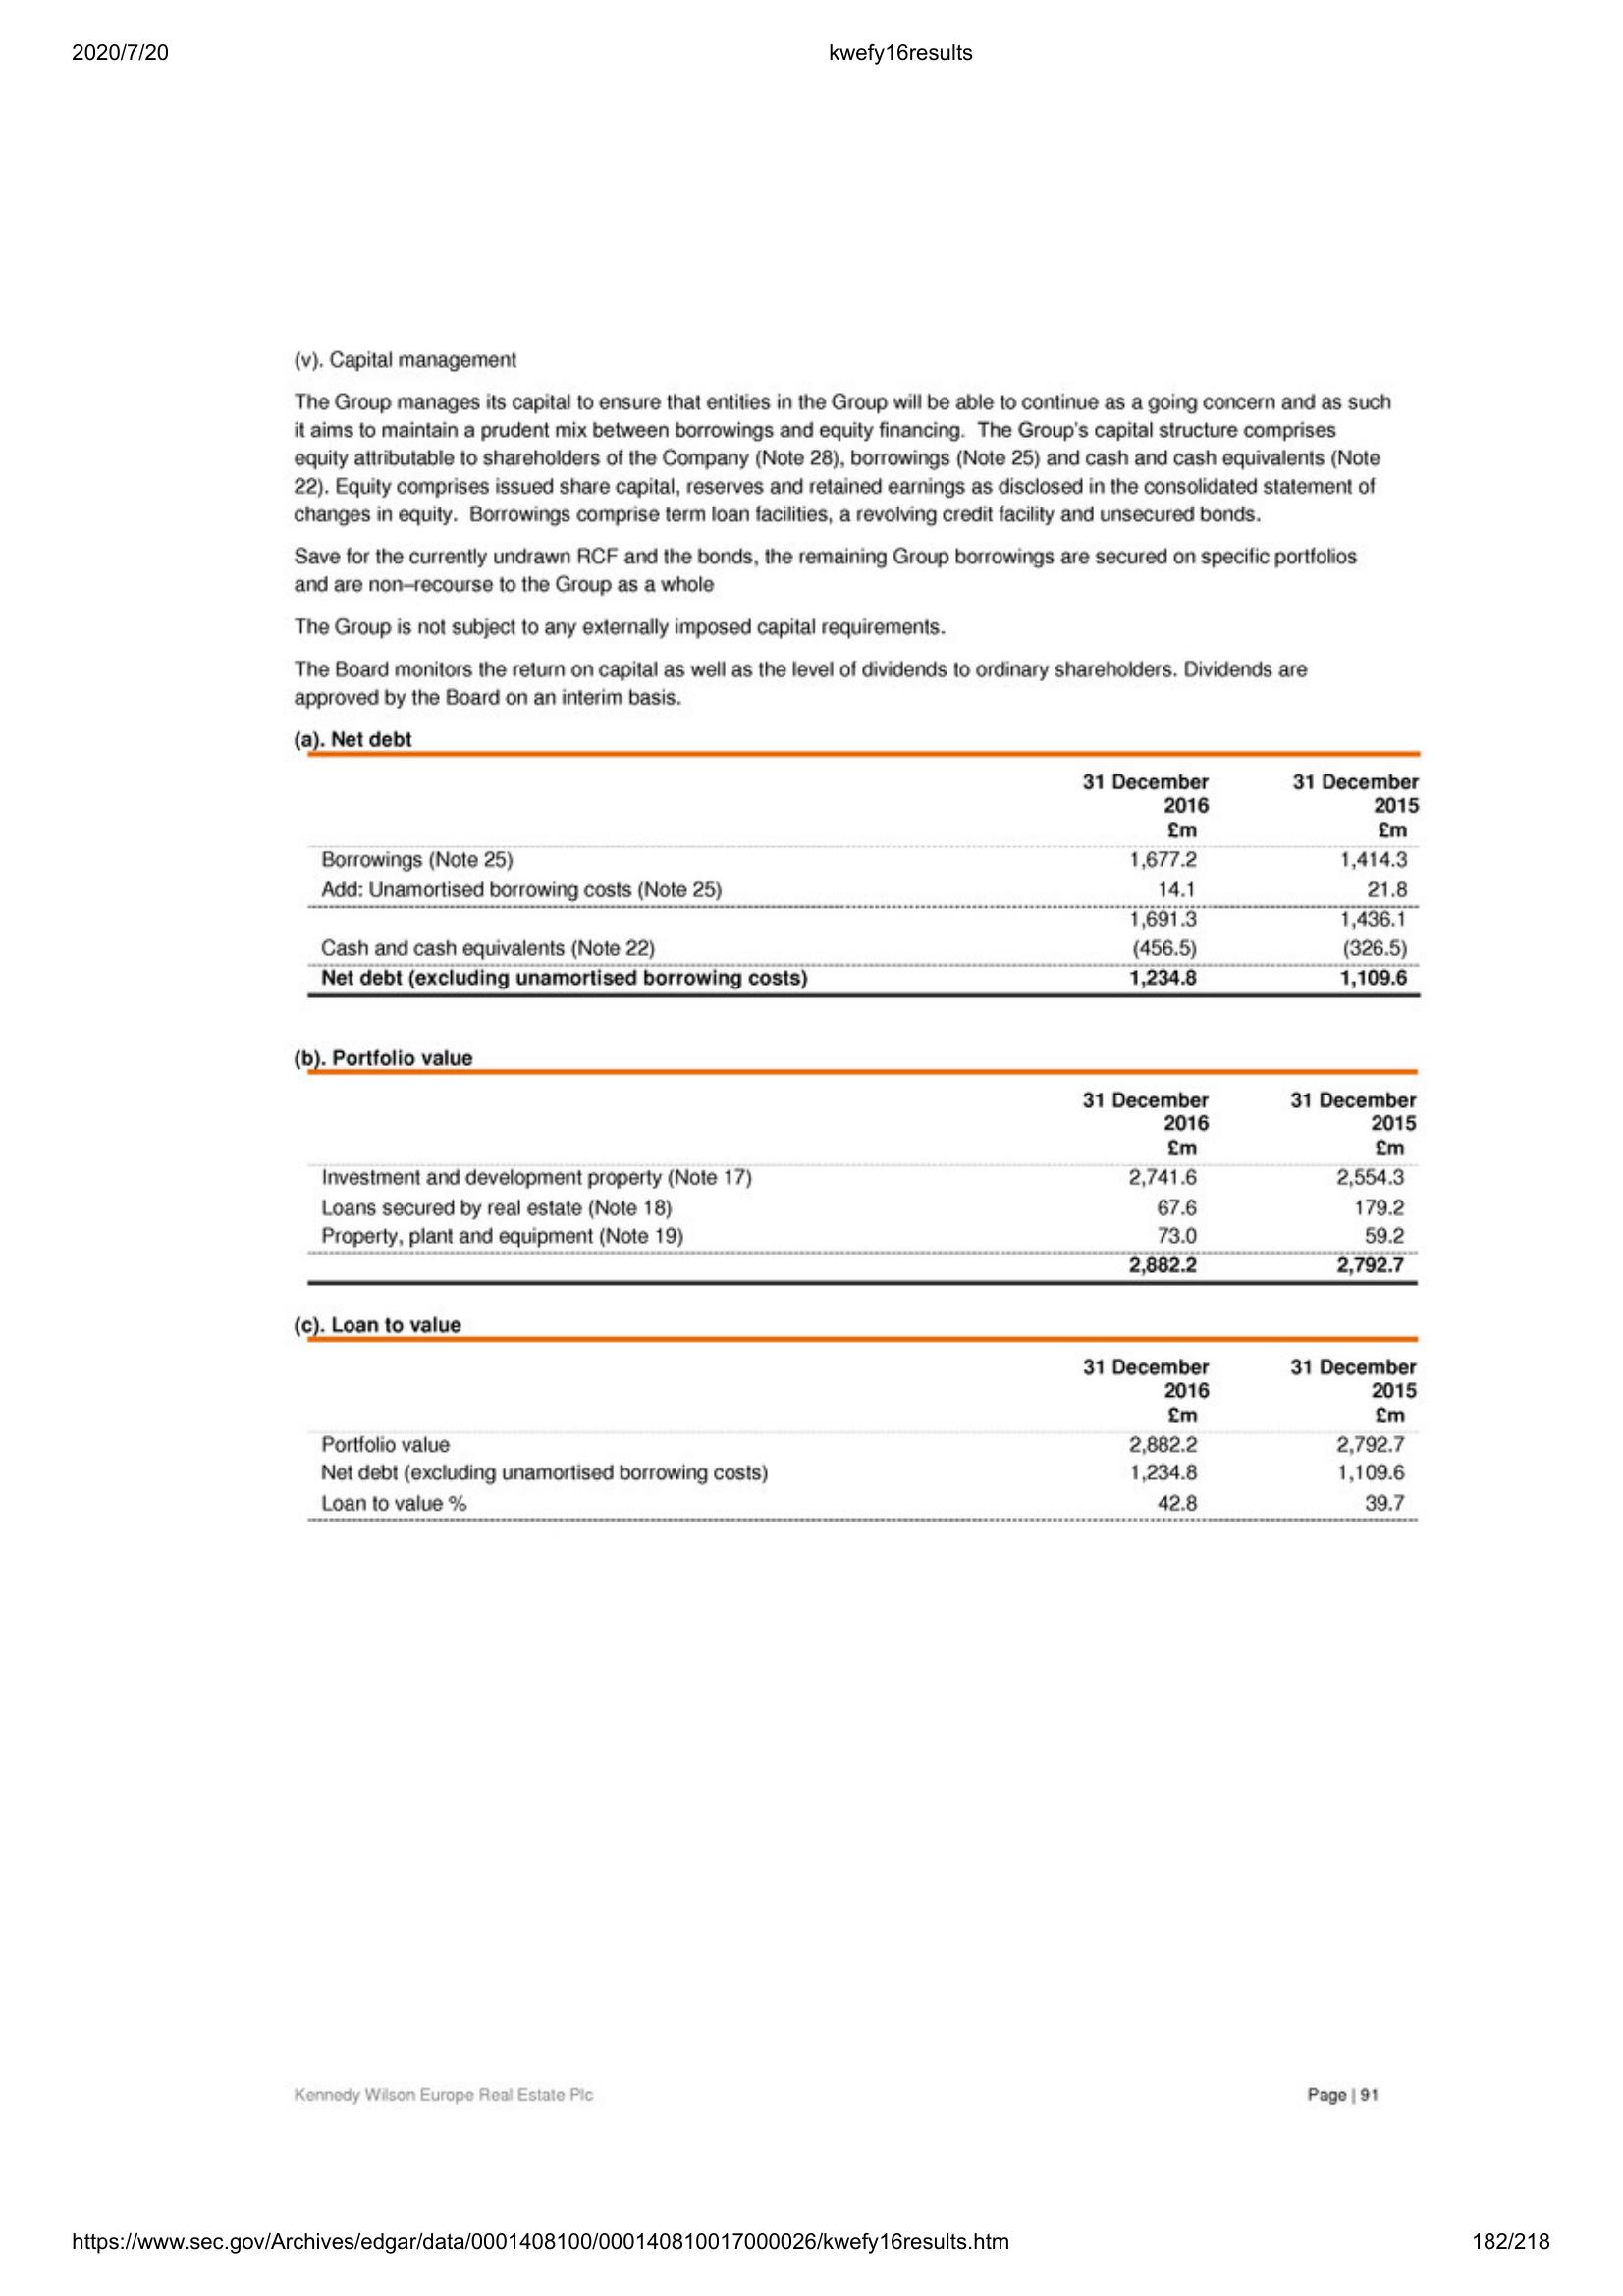 2020/7/20 kwefy16results
(v). Capital management
The Group manages its capital to ensure that entities in the Group will be able to continue as a going concern and as such
it aims to maintain a prudent mix between borrowings and equity financing.  The Group's capital structure comprises
equity attributable to shareholders of the Company (Note 28), borrowings (Note 25) and cash and cash equivalents (Note
22). Equity comprises issued share capital, reserves and retained earnings as disclosed in the consolidated statement of
changes in equity.  Borrowings comprise term loan facilities, a revolving credit facility and unsecured bonds.
Save for the currently undrawn RCF and the bonds, the remaining Group borrowings are secured on specific portfolios
and are non–recourse to the Group as a whole
The Group is not subject to any externally imposed capital requirements.
The Board monitors the return on capital as well as the level of dividends to ordinary shareholders. Dividends are
approved by the Board on an interim basis.
(a). Net debt
31 December 31 December
2016 2015
£m £m
Borrowings (Note 25) 1,677.2 1,414.3
Add: Unamortised borrowing costs (Note 25) 14.1 21.8
1,691.3 1,436.1
Cash and cash equivalents (Note 22) (456.5) (326.5)
Net debt (excluding unamortised borrowing costs) 1,234.8 1,109.6
(b). Portfolio value
31 December 31 December
2016 2015
£m £m
Investment and development property (Note 17) 2,741.6 2,554.3
Loans secured by real estate (Note 18) 67.6 179.2
Property, plant and equipment (Note 19) 73.0 59.2
2,882.2 2,792.7
(c). Loan to value
31 December 31 December
2016 2015
£m £m
Portfolio value 2,882.2 2,792.7
Net debt (excluding unamortised borrowing costs) 1,234.8 1,109.6
Loan to value % 42.8 39.7
Kennedy Wilson Europe Real Estate Plc Page | 91
https://www.sec.gov/Archives/edgar/data/0001408100/000140810017000026/kwefy16results.htm 182/218